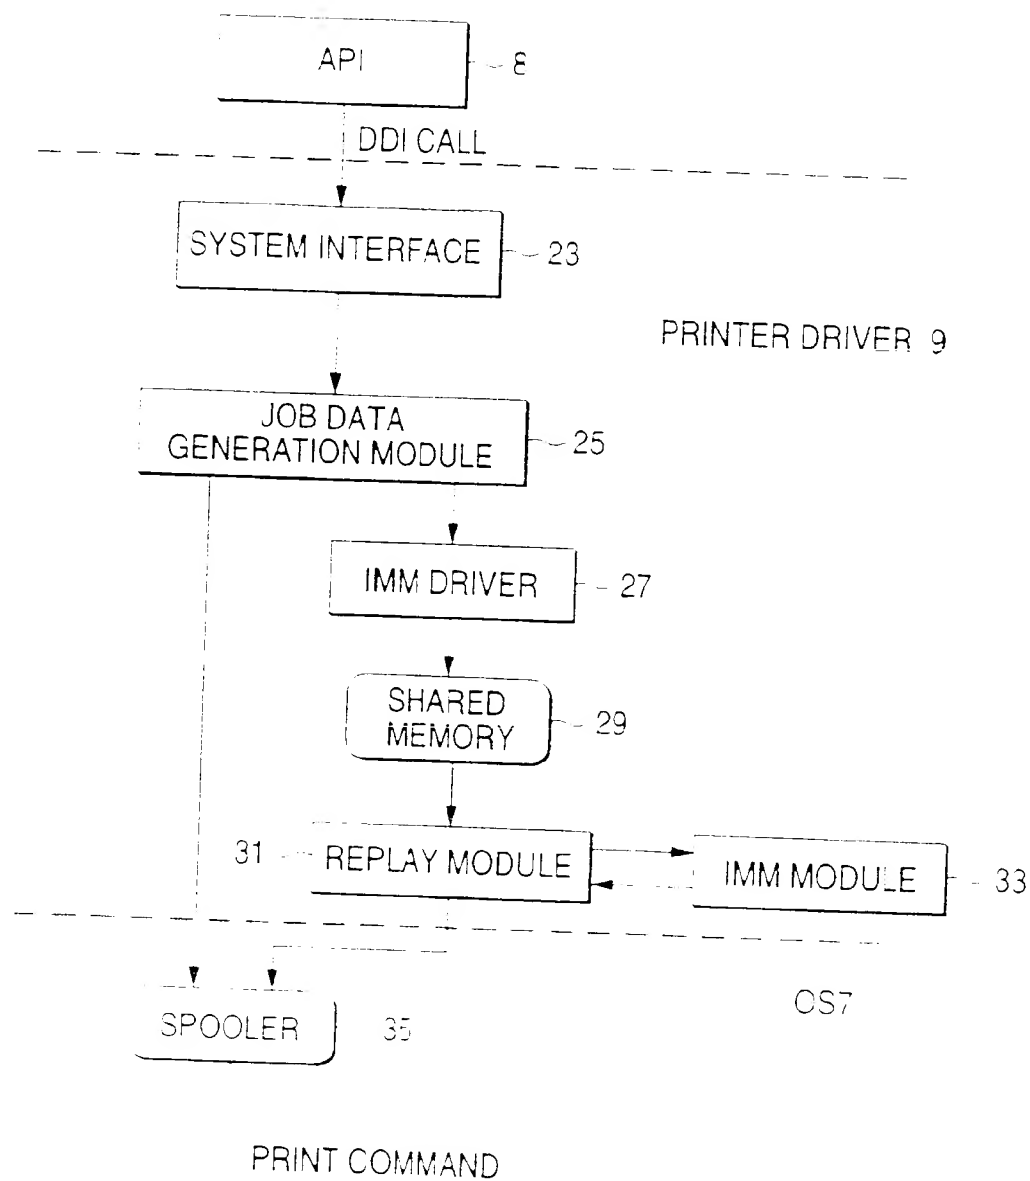 API
8
DDI CALL
SYSTEM INTERFACE
23
PRINTER DRIVER 9
JOB DATA
GENERATION MODULE
25
IMM DRIVER
27
SHARED
MEMORY
29
31
REPLAY MODULE
IMM MODULE
33
OS7
SPOOLER
35
PRINT COMMAND